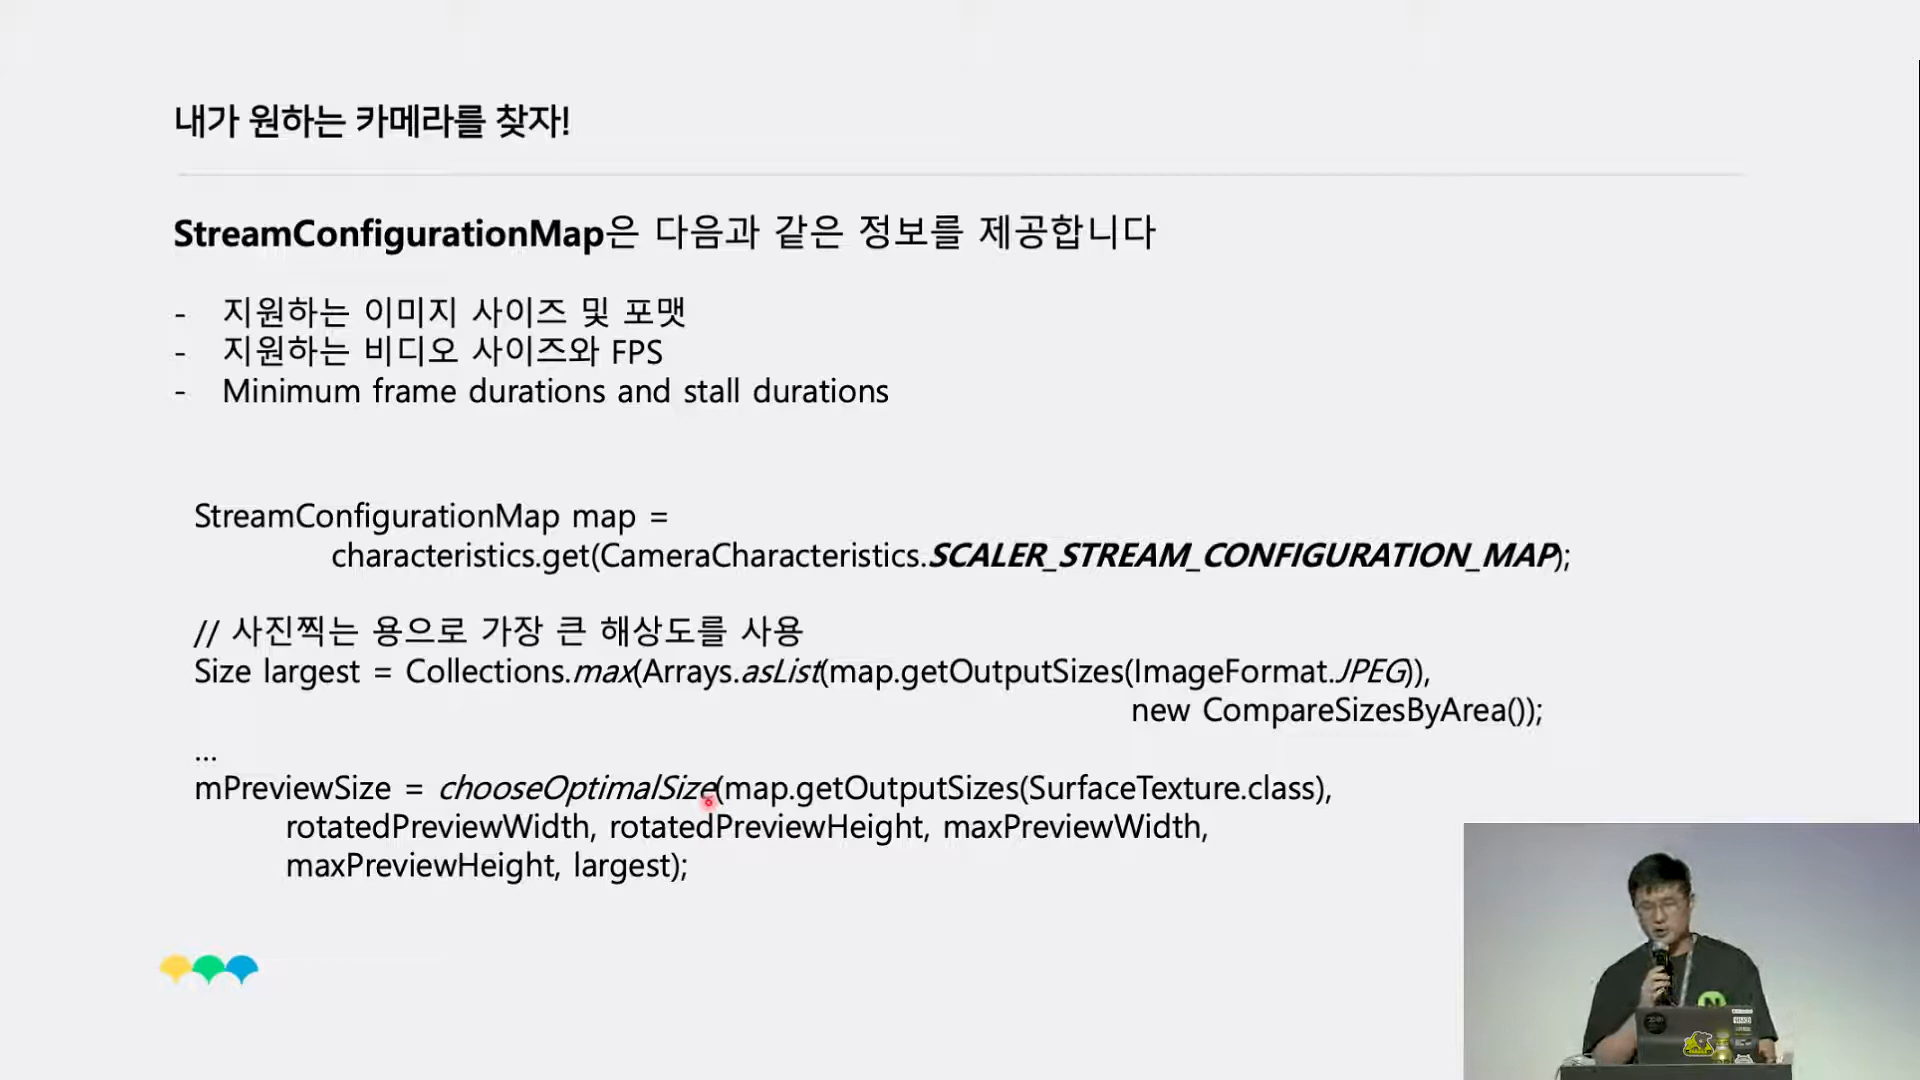 내가 원하는 카메라를 찾자!
StreamConfigurationMap은 다음과 같은 정보를 제공합니다
- 지원하는 이미지 사이즈 및 포맷
- 지원하는 비디오 사이즈와 FPS
- Minimum frame durations and stall durations
StreamConfigurationMap map =
characteristics.get(CameraCharacteristics.SCALER_STREAM_CONFIGURATION_MAP);
// 사진찍는 용으로 가장 큰 해상도를 사용
Size largest = Collections.max(Arrays.asList(map.getOutputSizes(ImageFormat.JPEG)),
new CompareSizesByArea());
...
mPreviewSize = chooseOptimalSize(map.getOutputSizes(SurfaceTexture.class),
rotatedPreviewWidth, rotatedPreviewHeight, maxPreviewWidth,
maxPreviewHeight, largest);
N